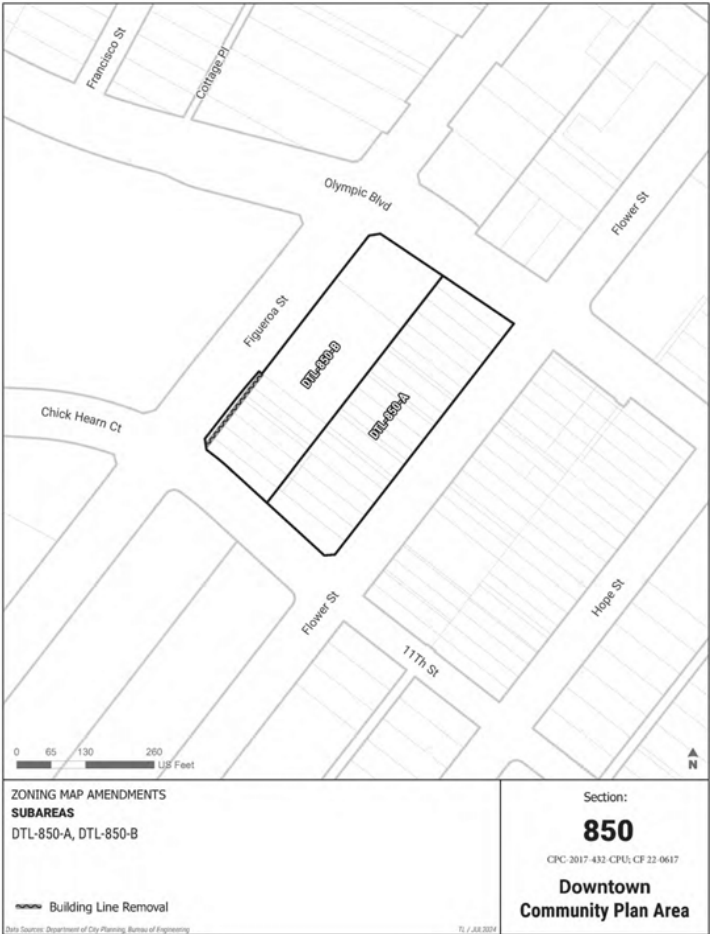 Francisco St
Cottage Pl
Olympic Blvd
Flower St
Figueroa St
DTL-850-B
DTL-850-A
Chick Hearn Ct
Flower St
Hope St
11Th St
0 65 130 260
US Feet
N
ZONING MAP AMENDMENTS
SUBAREAS
DTL-850-A, DTL-850-B
Building Line Removal
Data Sources: Department of City Planning, Bureau of Engineering
TL / JUL2024
Section:
850
CPC-2017-432-CPU; CF 22-0617
Downtown
Community Plan Area